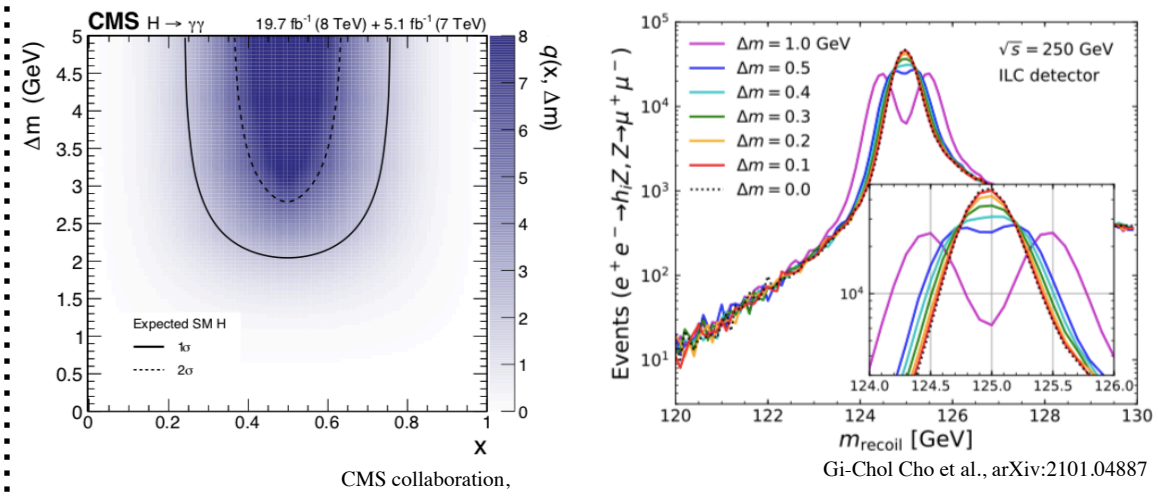 CMS H → γγ 19.7 fb⁻¹ (8 TeV) + 5.1 fb⁻¹ (7 TeV)
Δm (GeV)
5
4.5
4
3.5
3
2.5
2
1.5
1
0.5
0
Expected SM H
1σ
2σ
0 0.2 0.4 0.6 0.8 1
x
8
7
6
5
4
3
2
1
0
q(x, Δm)
CMS collaboration,
Events (e⁺ e⁻ → hᵢZ, Z→μ⁺ μ⁻)
10⁵
10⁴
10³
10²
10¹
Δm = 1.0 GeV
Δm = 0.5
Δm = 0.4
Δm = 0.3
Δm = 0.2
Δm = 0.1
Δm = 0.0
√s = 250 GeV
ILC detector
10⁴
124.0 124.5 125.0 125.5 126.0
120 122 124 126 128 130
m_recoil [GeV]
Gi-Chol Cho et al., arXiv:2101.04887